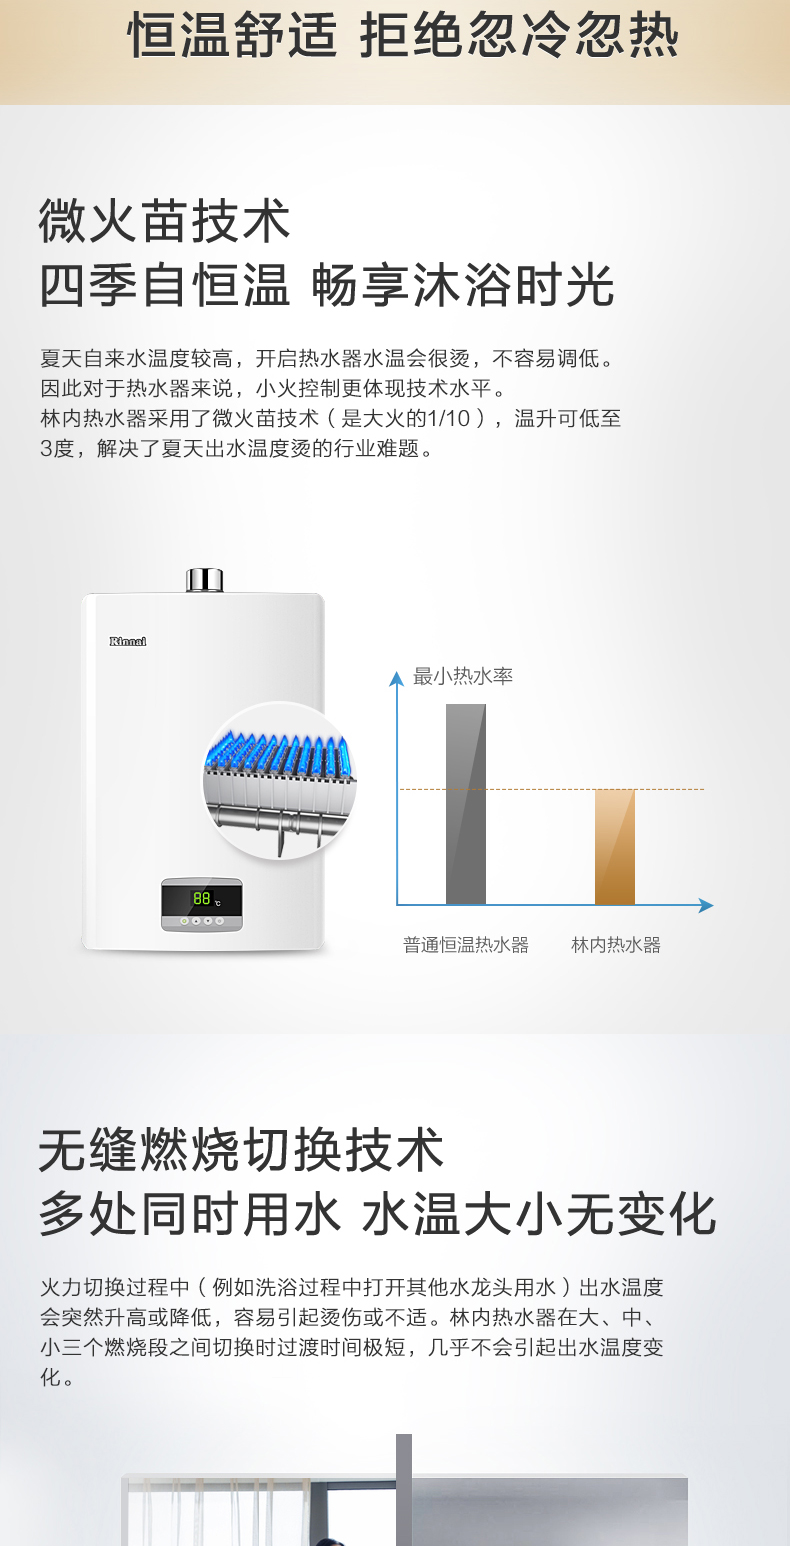 恒温舒适 拒绝忽冷忽热
微火苗技术
四季自恒温 畅享沐浴时光
夏天自来水温度较高，开启热水器水温会很烫，不容易调低。
因此对于热水器来说，小火控制更体现技术水平。
林内热水器采用了微火苗技术（是大火的1/10），温升可低至
3度，解决了夏天出水温度烫的行业难题。
Rinnai
88 ℃
最小热水率
普通恒温热水器 林内热水器
无缝燃烧切换技术
多处同时用水 水温大小无变化
火力切换过程中（例如洗浴过程中打开其他水龙头用水）出水温度
会突然升高或降低，容易引起烫伤或不适。林内热水器在大、中、
小三个燃烧段之间切换时过渡时间极短，几乎不会引起出水温度变
化。